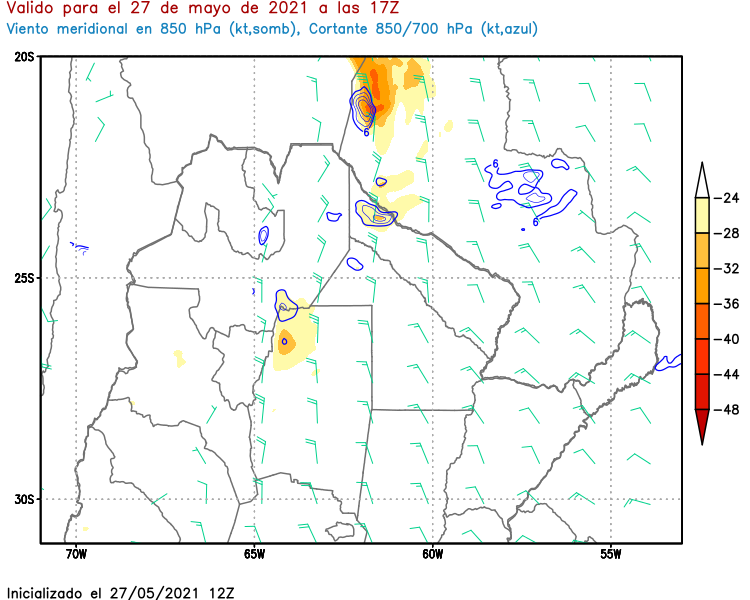 Valido para el 27 de mayo de 2021 a las 17Z
Viento meridional en 850 hPa (kt,somb), Cortante 850/700 hPa (kt,azul)
20S
6
6
6
25S
30S
70W 65W 60W 55W
-24
-28
-32
-36
-40
-44
-48
Inicializado el 27/05/2021 12Z